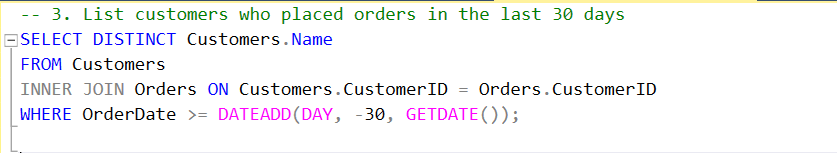 -- 3. List customers who placed orders in the last 30 days
SELECT DISTINCT Customers.Name
FROM Customers
INNER JOIN Orders ON Customers.CustomerID = Orders.CustomerID
WHERE OrderDate >= DATEADD(DAY, -30, GETDATE());